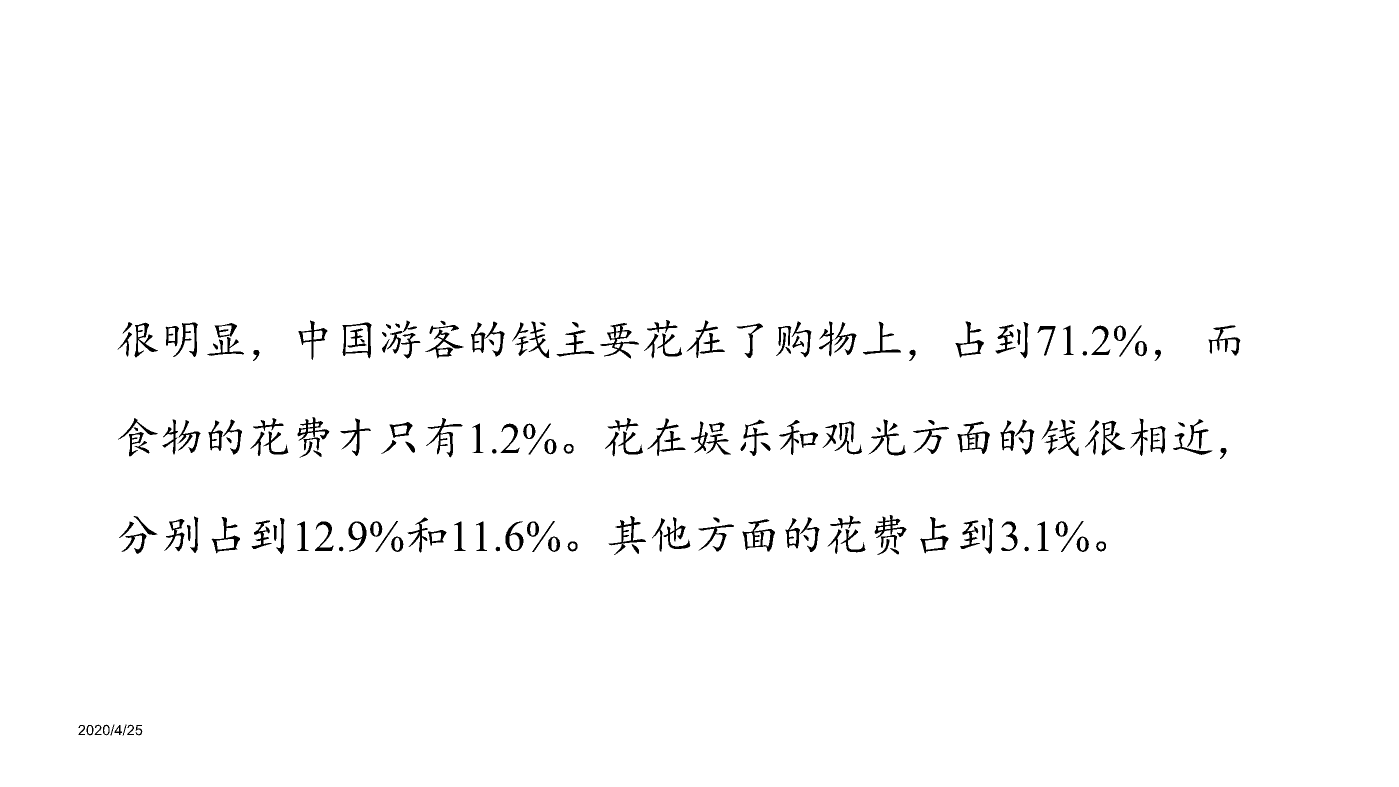 很明显，中国游客的钱主要花在了购物上，占到71.2%， 而
食物的花费才只有1.2%。花在娱乐和观光方面的钱很相近，
分别占到12.9%和11.6%。其他方面的花费占到3.1%。
2020/4/25